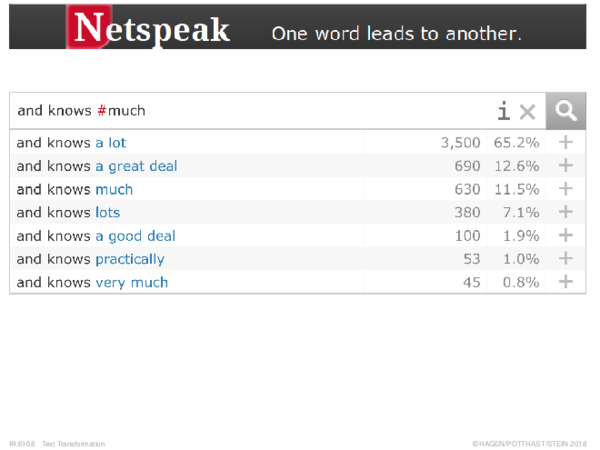 Netspeak One word leads to another.
and knows #much i ×
and knows a lot 3,500 65.2% +
and knows a great deal 690 12.6% +
and knows much 630 11.5% +
and knows lots 380 7.1% +
and knows a good deal 100 1.9% +
and knows practically 53 1.0% +
and knows very much 45 0.8% +
IR:III-58 Text Transformation ©HAGEN/POTTHAST/STEIN 2018